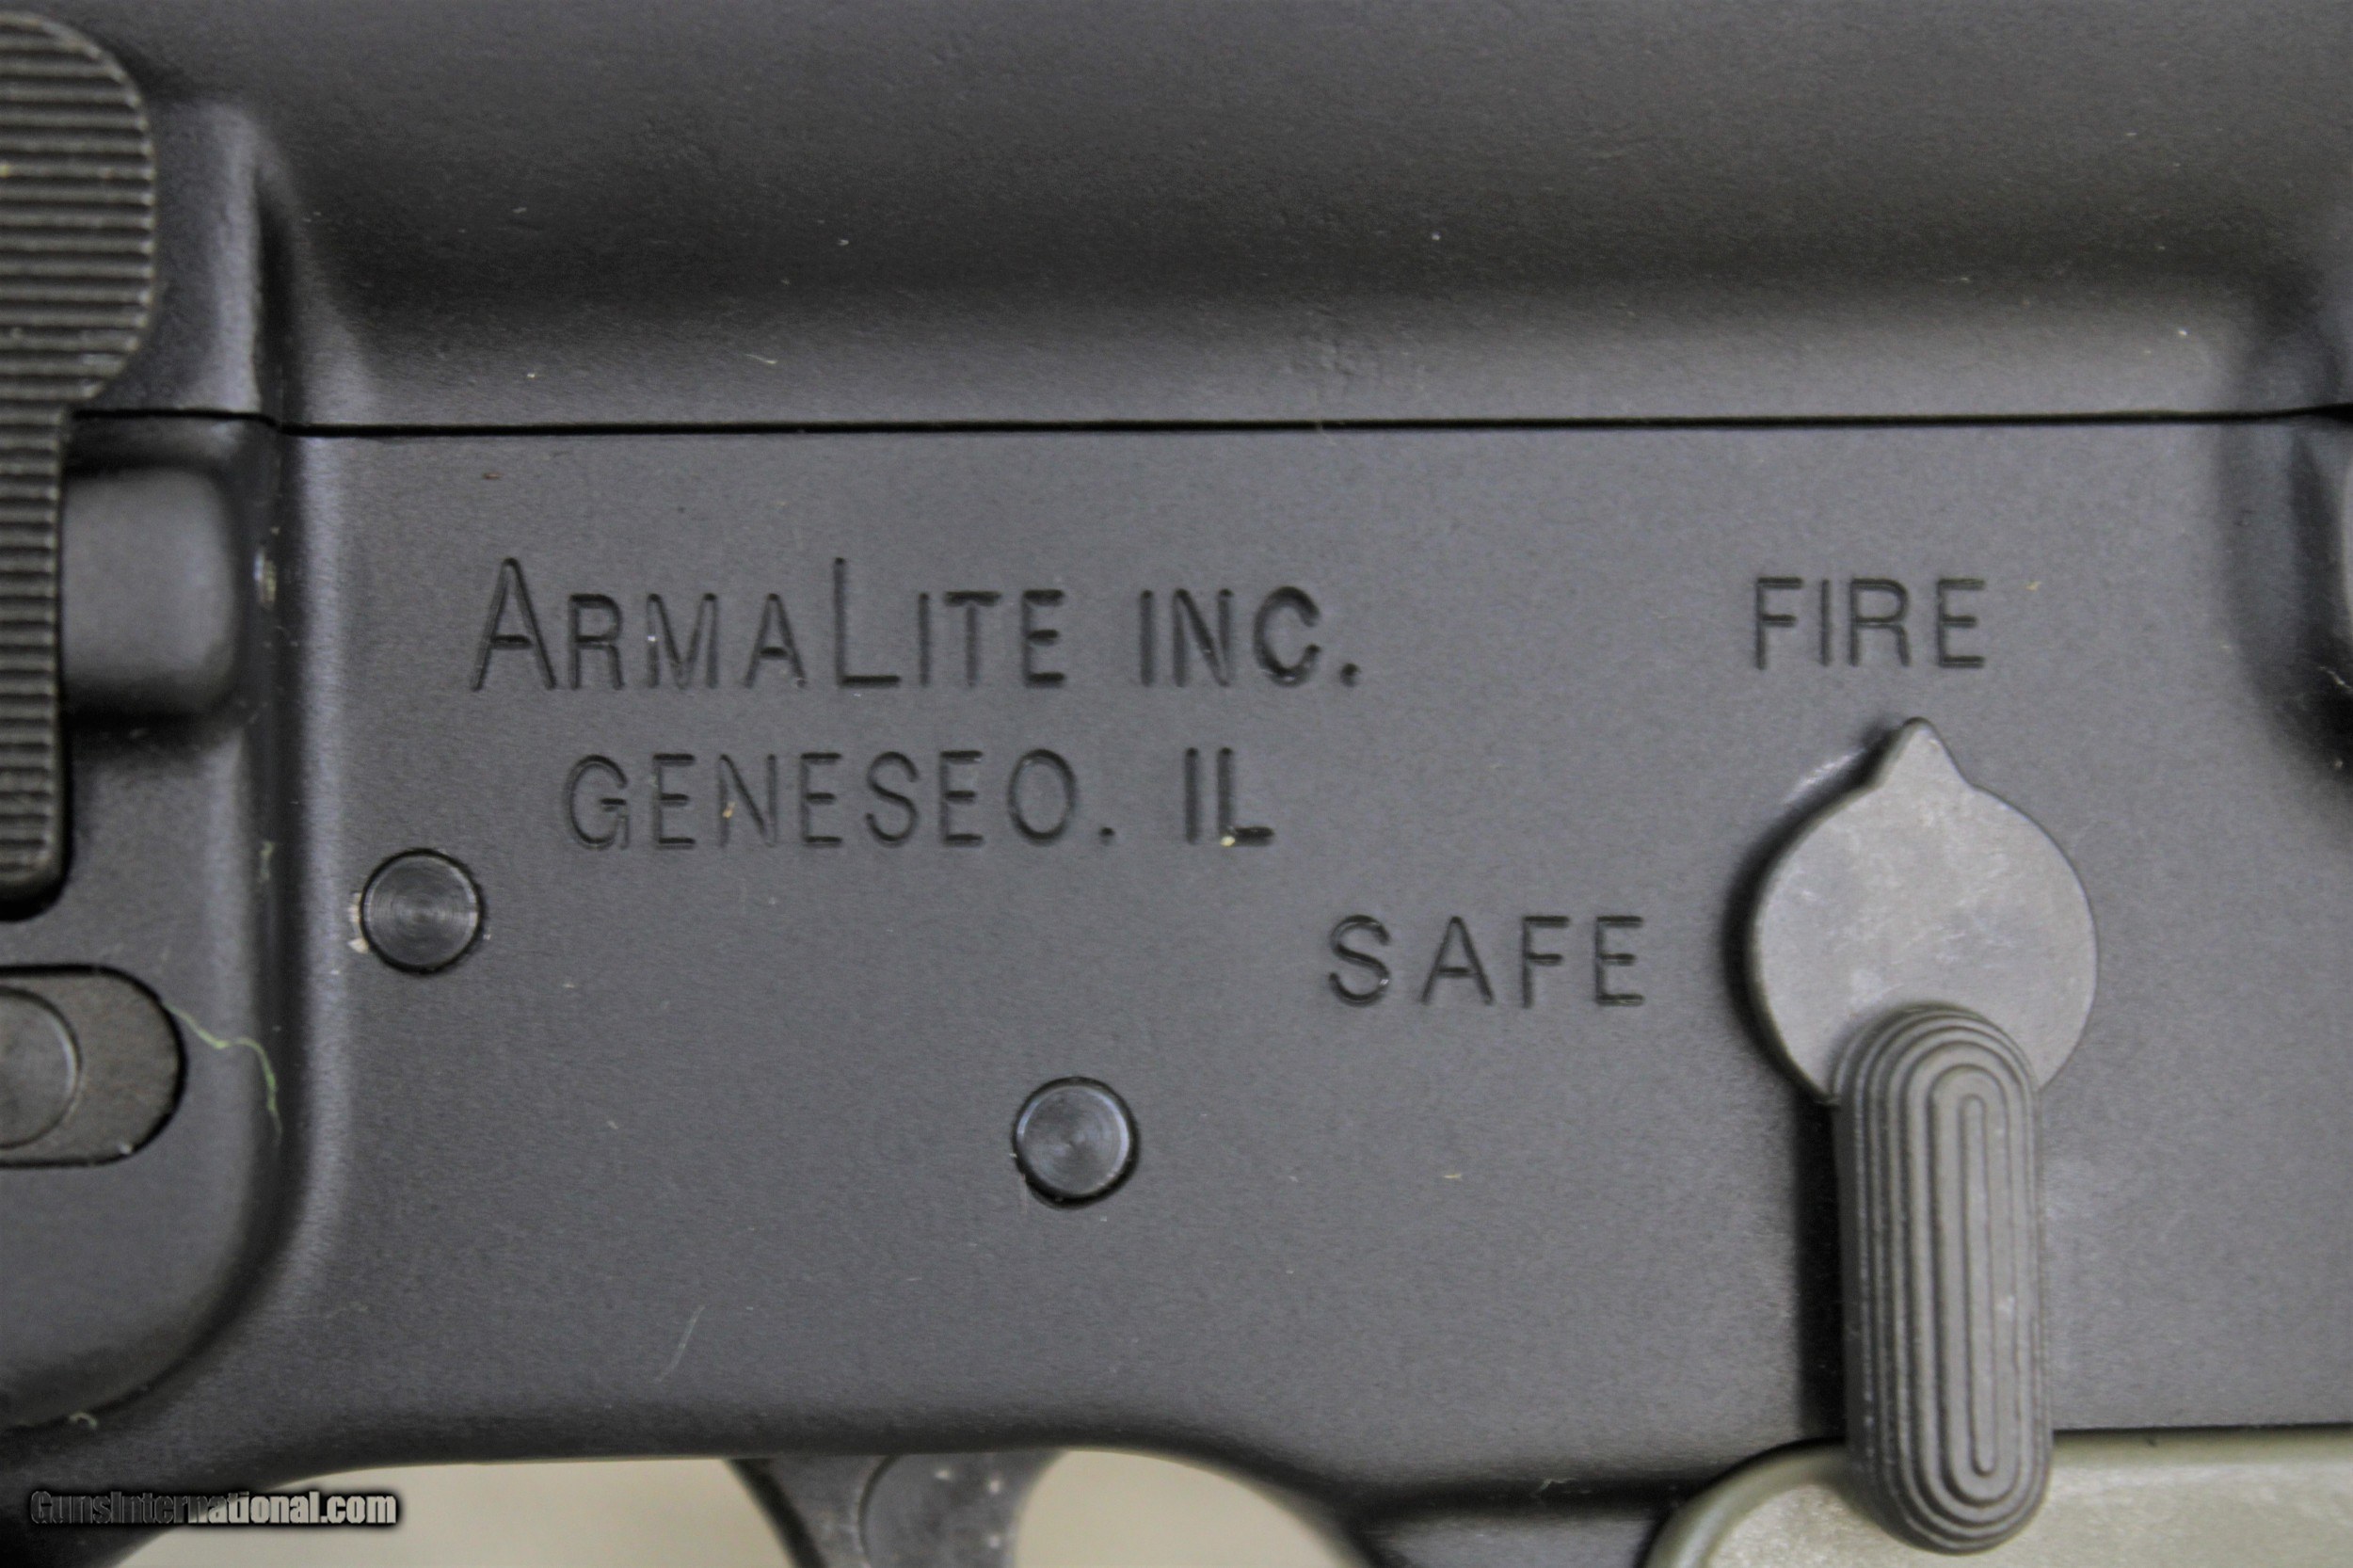 ARMALITE INC.
FIRE
GENESEO. IL
SAFE
GunsInternational.com